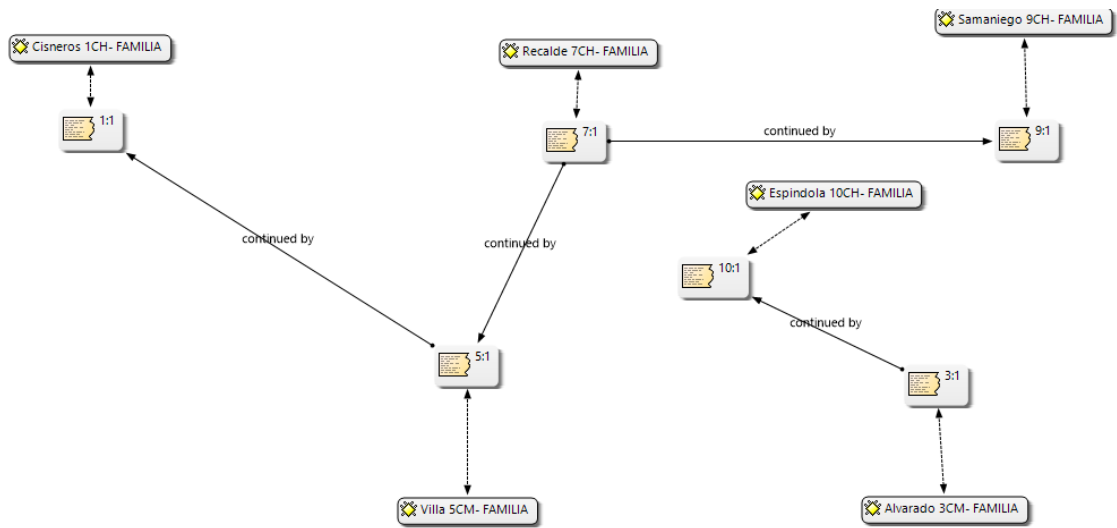 Samaniego 9CH- FAMILIA
Cisneros 1CH- FAMILIA
Recalde 7CH- FAMILIA
1:1
7:1
continued by
9:1
Espindola 10CH- FAMILIA
continued by
continued by
10:1
continued by
5:1
3:1
Villa 5CM- FAMILIA
Alvarado 3CM- FAMILIA